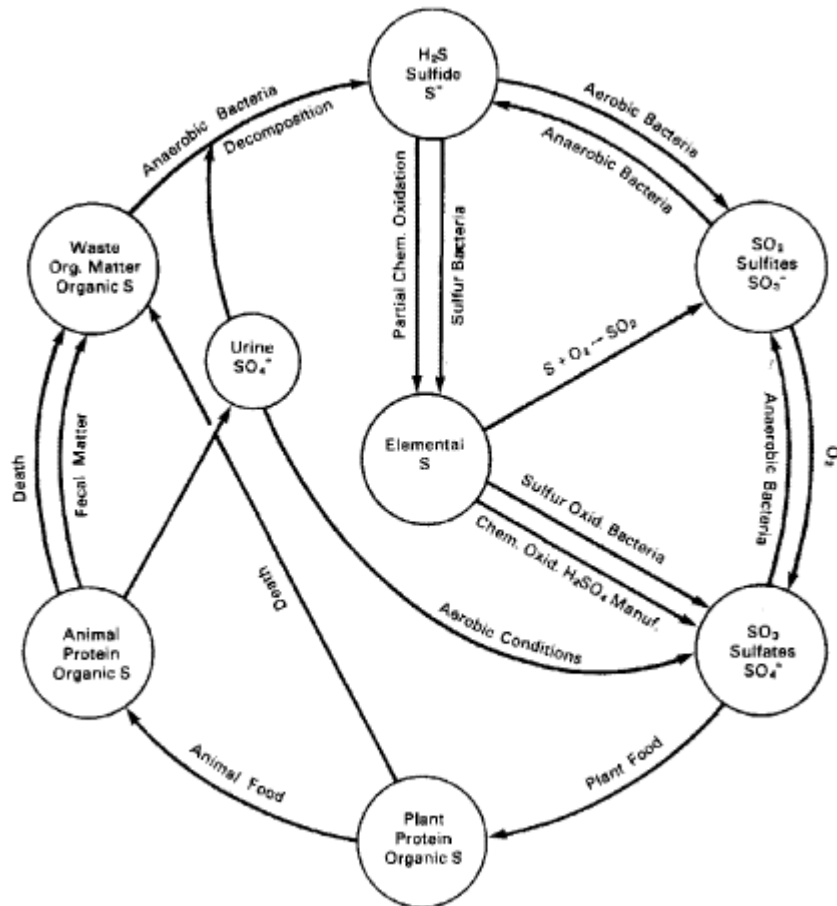 H₂S
Sulfide
S⁼
Anaerobic Bacteria
Decomposition
Aerobic Bacteria
Anaerobic Bacteria
Partial Chem. Oxidation
Sulfur Bacteria
Waste
Org. Matter
Organic S
SO₂
Sulfites
SO₃⁼
Urine
SO₄⁼
S + O₂ → SO₂
Elemental
S
Death
Fecal Matter
Anaerobic Bacteria
O₂
Sulfur Oxid. Bacteria
Chem. Oxid. H₂SO₄ Manuf.
Death
Aerobic Conditions
Animal
Protein
Organic S
SO₃
Sulfates
SO₄⁼
Animal Food
Plant Food
Plant
Protein
Organic S